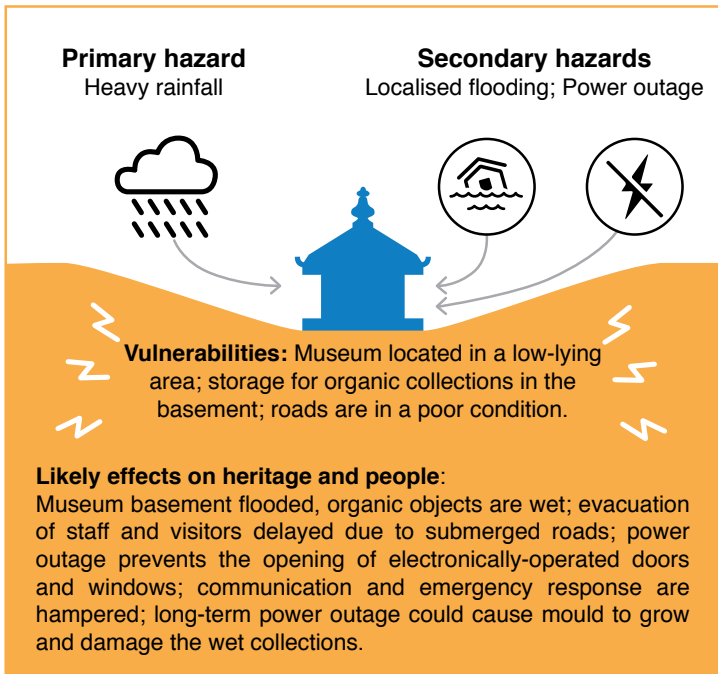 Primary hazard
Heavy rainfall
Secondary hazards
Localised flooding; Power outage
Vulnerabilities: Museum located in a low-lying
area; storage for organic collections in the
basement; roads are in a poor condition.
Likely effects on heritage and people:
Museum basement flooded, organic objects are wet; evacuation
of staff and visitors delayed due to submerged roads; power
outage prevents the opening of electronically-operated doors
and windows; communication and emergency response are
hampered; long-term power outage could cause mould to grow
and damage the wet collections.